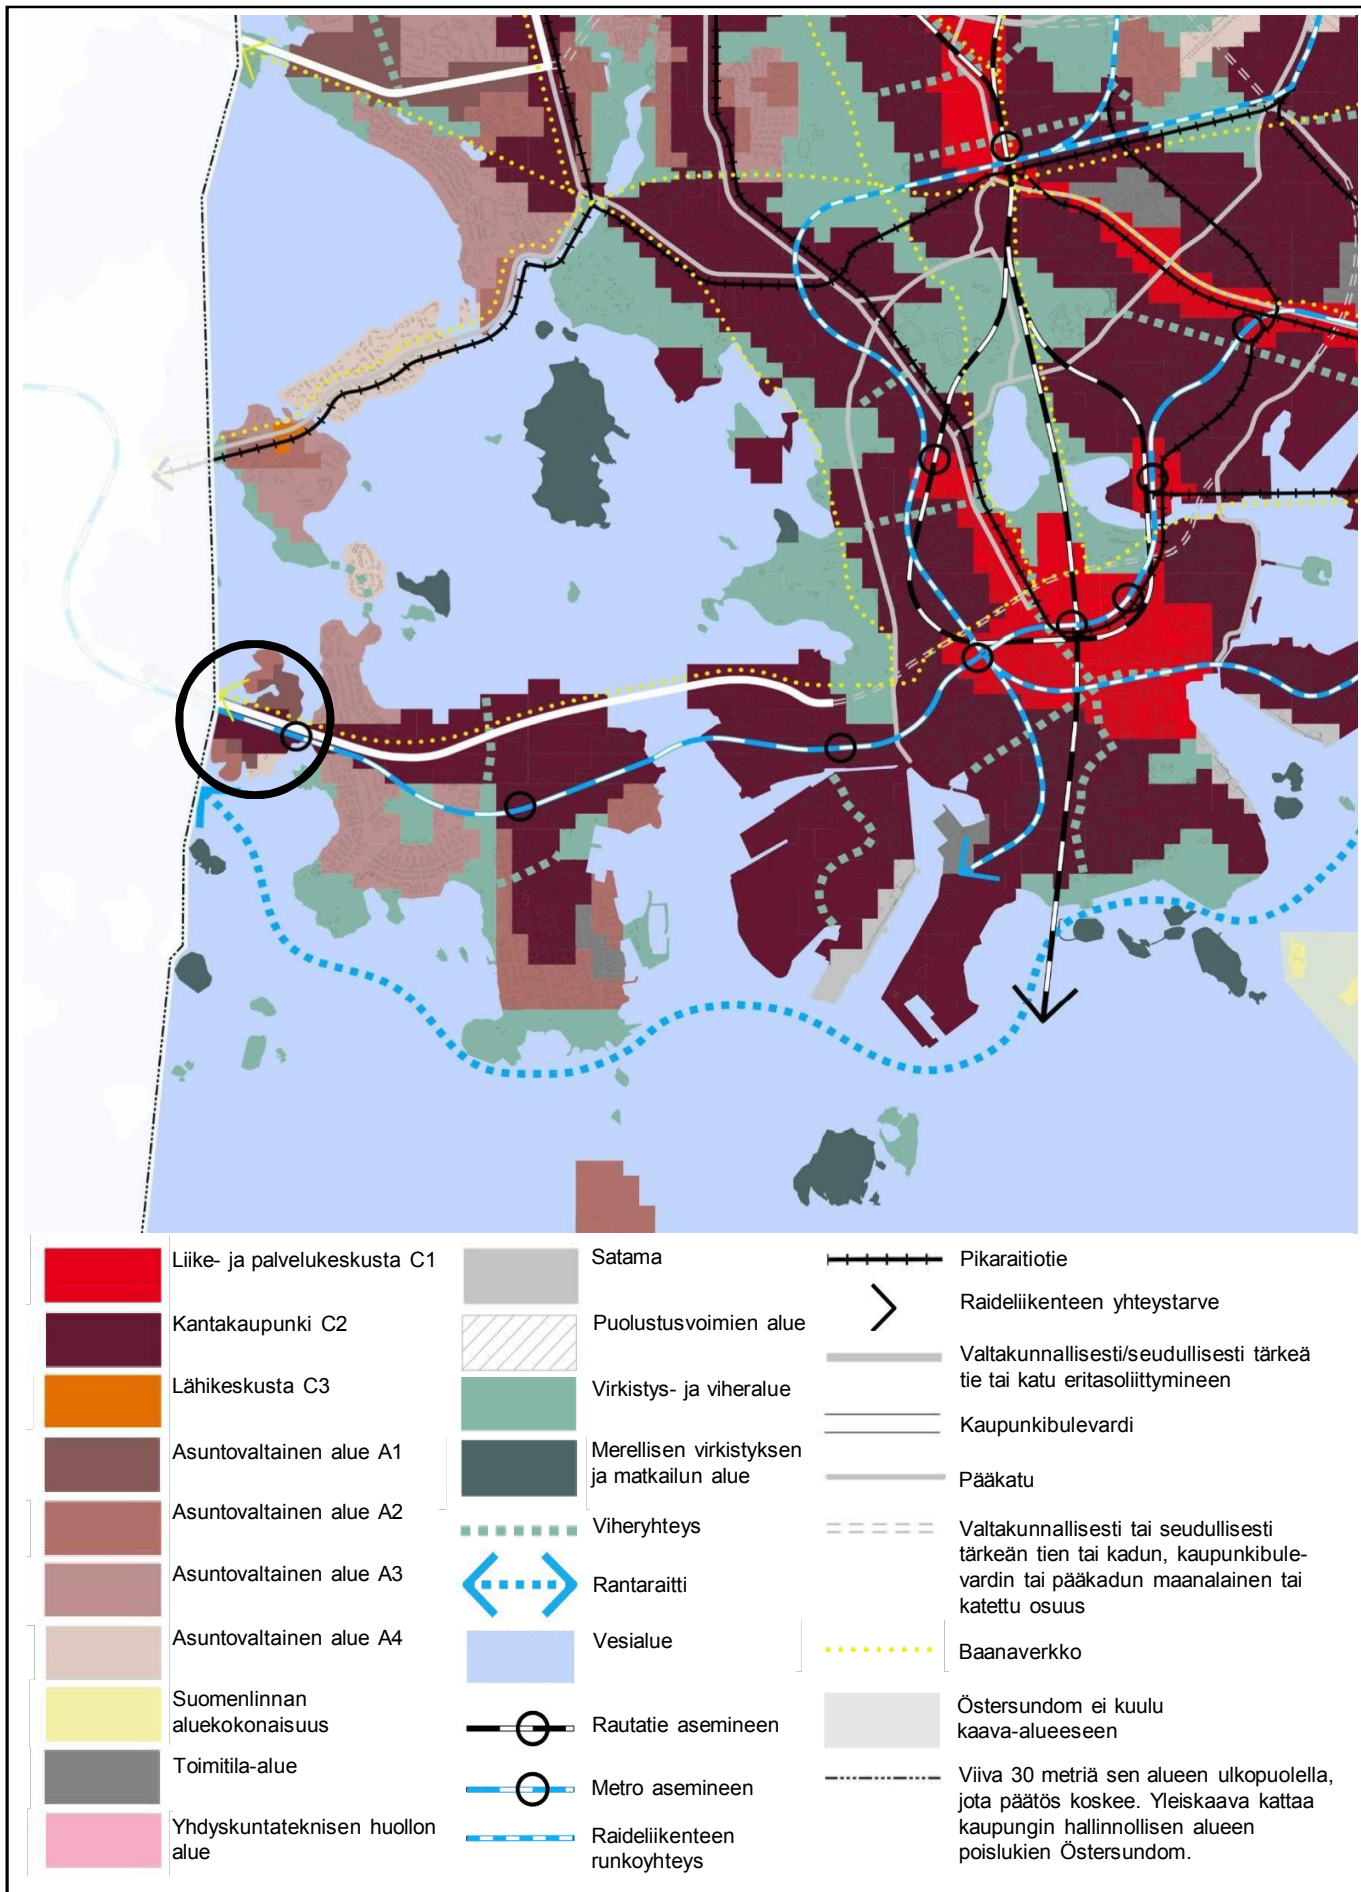 Liike- ja palvelukeskusta C1
Kantakaupunki C2
Lähikeskusta C3
Asuntovaltainen alue A1
Asuntovaltainen alue A2
Asuntovaltainen alue A3
Asuntovaltainen alue A4
Suomenlinnan
aluekokonaisuus
Toimitila-alue
Yhdyskuntateknisen huollon
alue
Satama
Puolustusvoimien alue
Virkistys- ja viheralue
Merellisen virkistyksen
ja matkailun alue
Viheryhteys
Rantaraitti
Vesialue
Rautatie asemineen
Metro asemineen
Raideliikenteen
runkoyhteys
Pikaraitiotie
Raideliikenteen yhteystarve
Valtakunnallisesti/seudullisesti tärkeä
tie tai katu eritasoliittymineen
Kaupunkibulevardi
Pääkatu
Valtakunnallisesti tai seudullisesti
tärkeän tien tai kadun, kaupunkibule-
vardin tai pääkadun maanalainen tai
katettu osuus
Baanaverkko
Östersundom ei kuulu
kaava-alueeseen
Viiva 30 metriä sen alueen ulkopuolella,
jota päätös koskee. Yleiskaava kattaa
kaupungin hallinnollisen alueen
poislukien Östersundom.